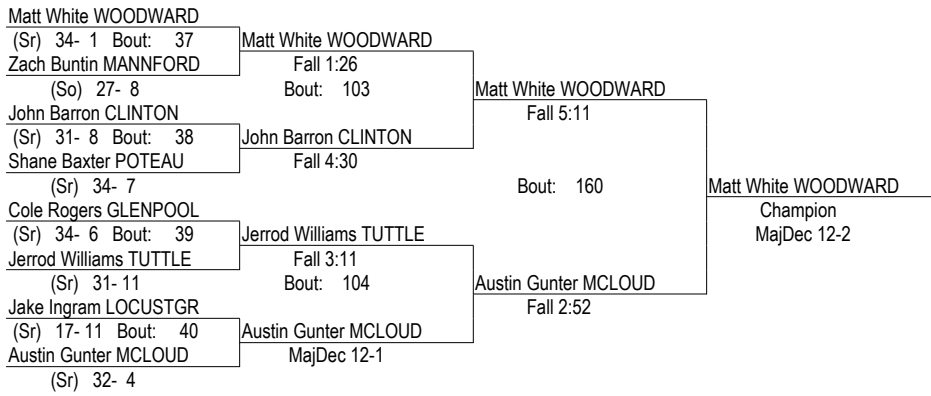 Matt White WOODWARD
(Sr) 34- 1 Bout: 37
Matt White WOODWARD
Zach Buntin MANNFORD
Fall 1:26
(So) 27- 8
Bout: 103
Matt White WOODWARD
John Barron CLINTON
Fall 5:11
(Sr) 31- 8 Bout: 38
John Barron CLINTON
Shane Baxter POTEAU
Fall 4:30
(Sr) 34- 7
Bout: 160
Matt White WOODWARD
Cole Rogers GLENPOOL
Champion
(Sr) 34- 6 Bout: 39
Jerrod Williams TUTTLE
MajDec 12-2
Jerrod Williams TUTTLE
Fall 3:11
(Sr) 31- 11
Bout: 104
Austin Gunter MCLOUD
Jake Ingram LOCUSTGR
Fall 2:52
(Sr) 17- 11 Bout: 40
Austin Gunter MCLOUD
Austin Gunter MCLOUD
MajDec 12-1
(Sr) 32- 4